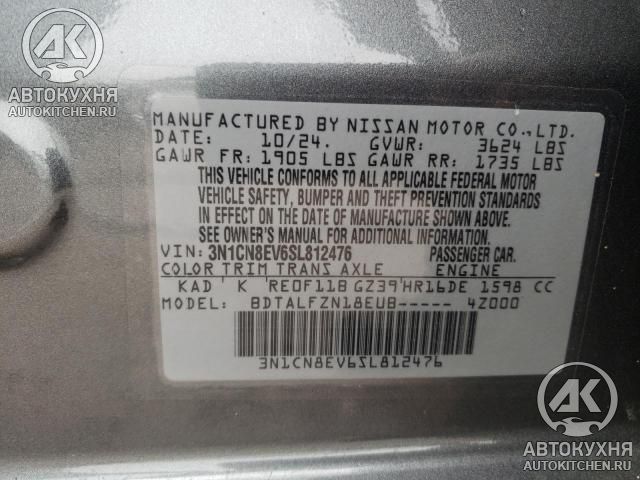 АК
АВТОКУХНЯ
AUTOKITCHEN.RU
MANUFACTURED BY NISSAN MOTOR CO.,LTD.
DATE: 10/24. GVWR: 3624 LBS
GAWR FR: 1905 LBS GAWR RR: 1735 LBS
THIS VEHICLE CONFORMS TO ALL APPLICABLE FEDERAL MOTOR
VEHICLE SAFETY, BUMPER AND THEFT PREVENTION STANDARDS
IN EFFECT ON THE DATE OF MANUFACTURE SHOWN ABOVE.
SEE OWNER'S MANUAL FOR ADDITIONAL INFORMATION.
VIN: 3N1CN8EV6SL812476 PASSENGER CAR.
COLOR TRIM TRANS AXLE ENGINE
KAD K RE0F11B GZ39 HR16DE 1598 CC
MODEL: BDTALFZN18EUB----- 4Z000
3N1CN8EV6SL812476
АК
АВТОКУХНЯ
AUTOKITCHEN.RU